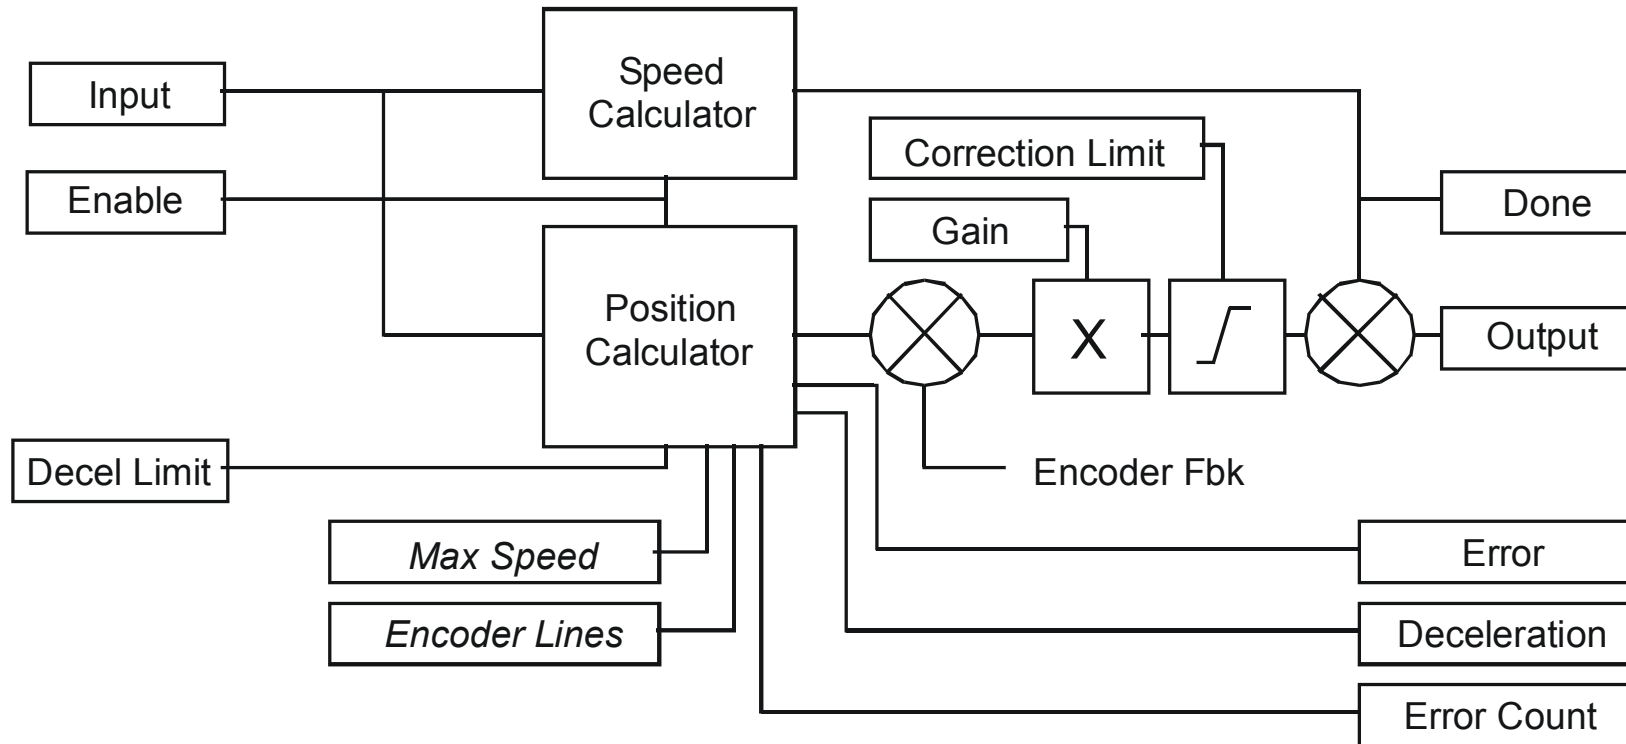 Input
Speed
Calculator
Correction Limit
Enable
Gain
Done
Position
Calculator
X
Output
Decel Limit
Encoder Fbk
Max Speed
Error
Encoder Lines
Deceleration
Error Count